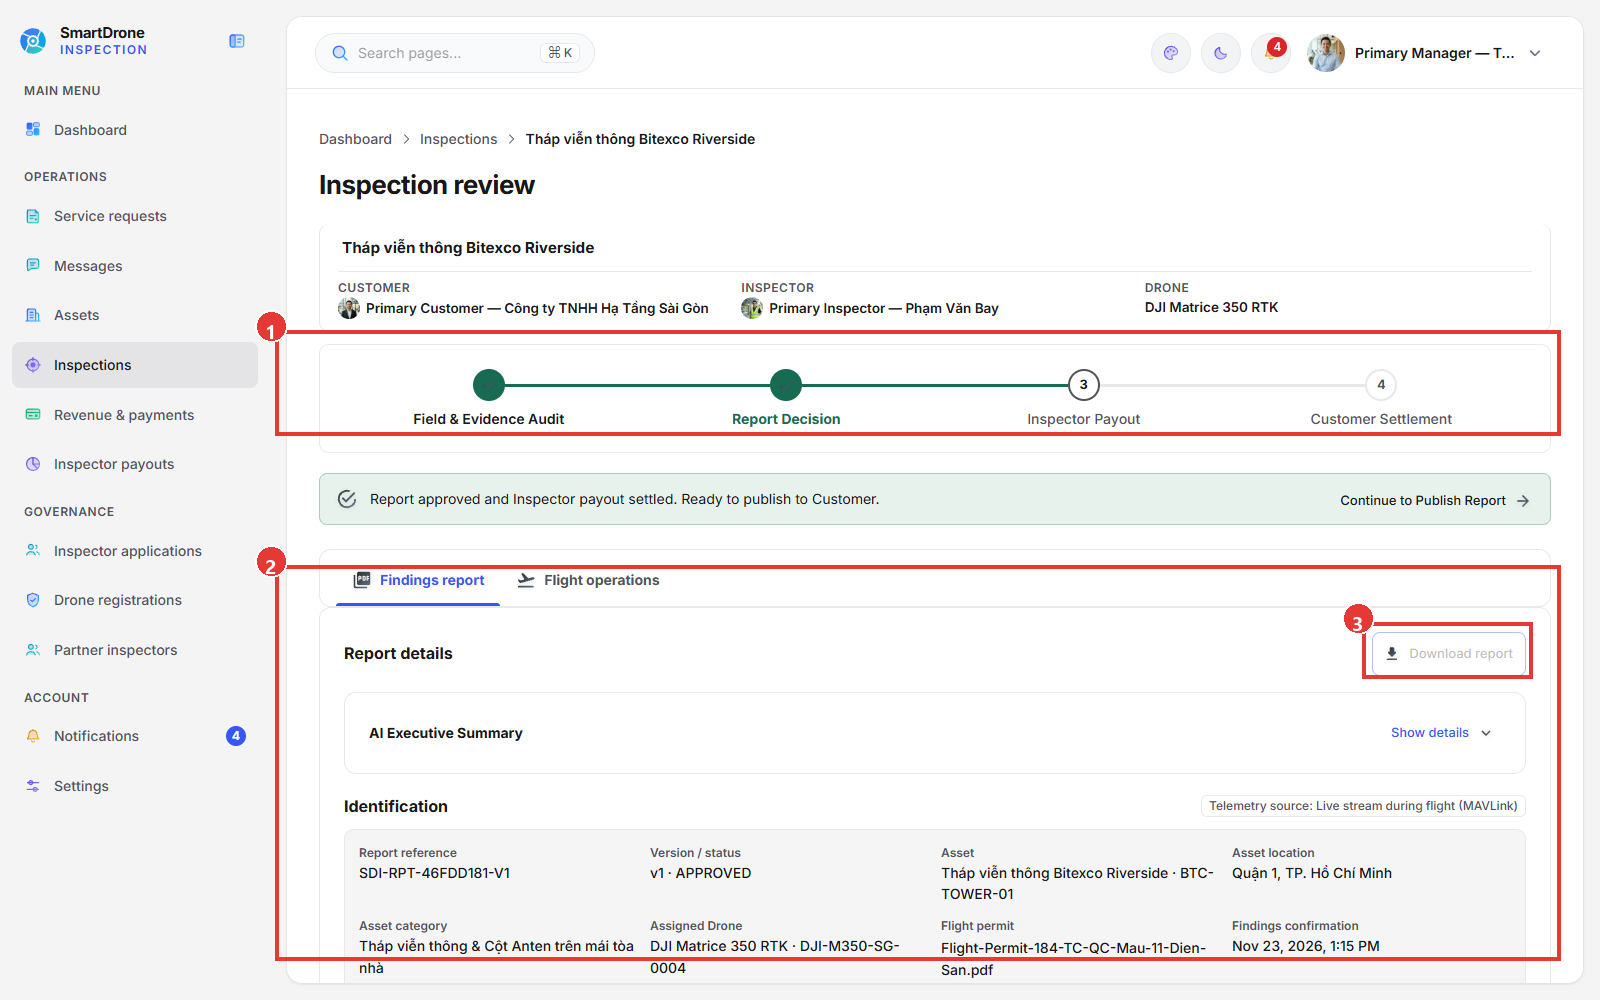 SmartDrone
INSPECTION
MAIN MENU
Dashboard
OPERATIONS
Service requests
Messages
Assets
Inspections
Revenue & payments
Inspector payouts
GOVERNANCE
Inspector applications
Drone registrations
Partner inspectors
ACCOUNT
Notifications 4
Settings
Search pages... ⌘ K
4
Primary Manager — T...
Dashboard > Inspections > Tháp viễn thông Bitexco Riverside
Inspection review
Tháp viễn thông Bitexco Riverside
CUSTOMER INSPECTOR DRONE
Primary Customer — Công ty TNHH Hạ Tầng Sài Gòn Primary Inspector — Phạm Văn Bay DJI Matrice 350 RTK
1
3 4
Field & Evidence Audit Report Decision Inspector Payout Customer Settlement
Report approved and Inspector payout settled. Ready to publish to Customer. Continue to Publish Report
2
PDF Findings report Flight operations
3
Report details Download report
AI Executive Summary Show details
Identification Telemetry source: Live stream during flight (MAVLink)
Report reference Version / status Asset Asset location
SDI-RPT-46FDD181-V1 v1 · APPROVED Tháp viễn thông Bitexco Riverside · BTC- Quận 1, TP. Hồ Chí Minh
TOWER-01
Asset category Assigned Drone Flight permit Findings confirmation
Tháp viễn thông & Cột Anten trên mái tòa DJI Matrice 350 RTK · DJI-M350-SG- Flight-Permit-184-TC-QC-Mau-11-Dien- Nov 23, 2026, 1:15 PM
nhà 0004 San.pdf